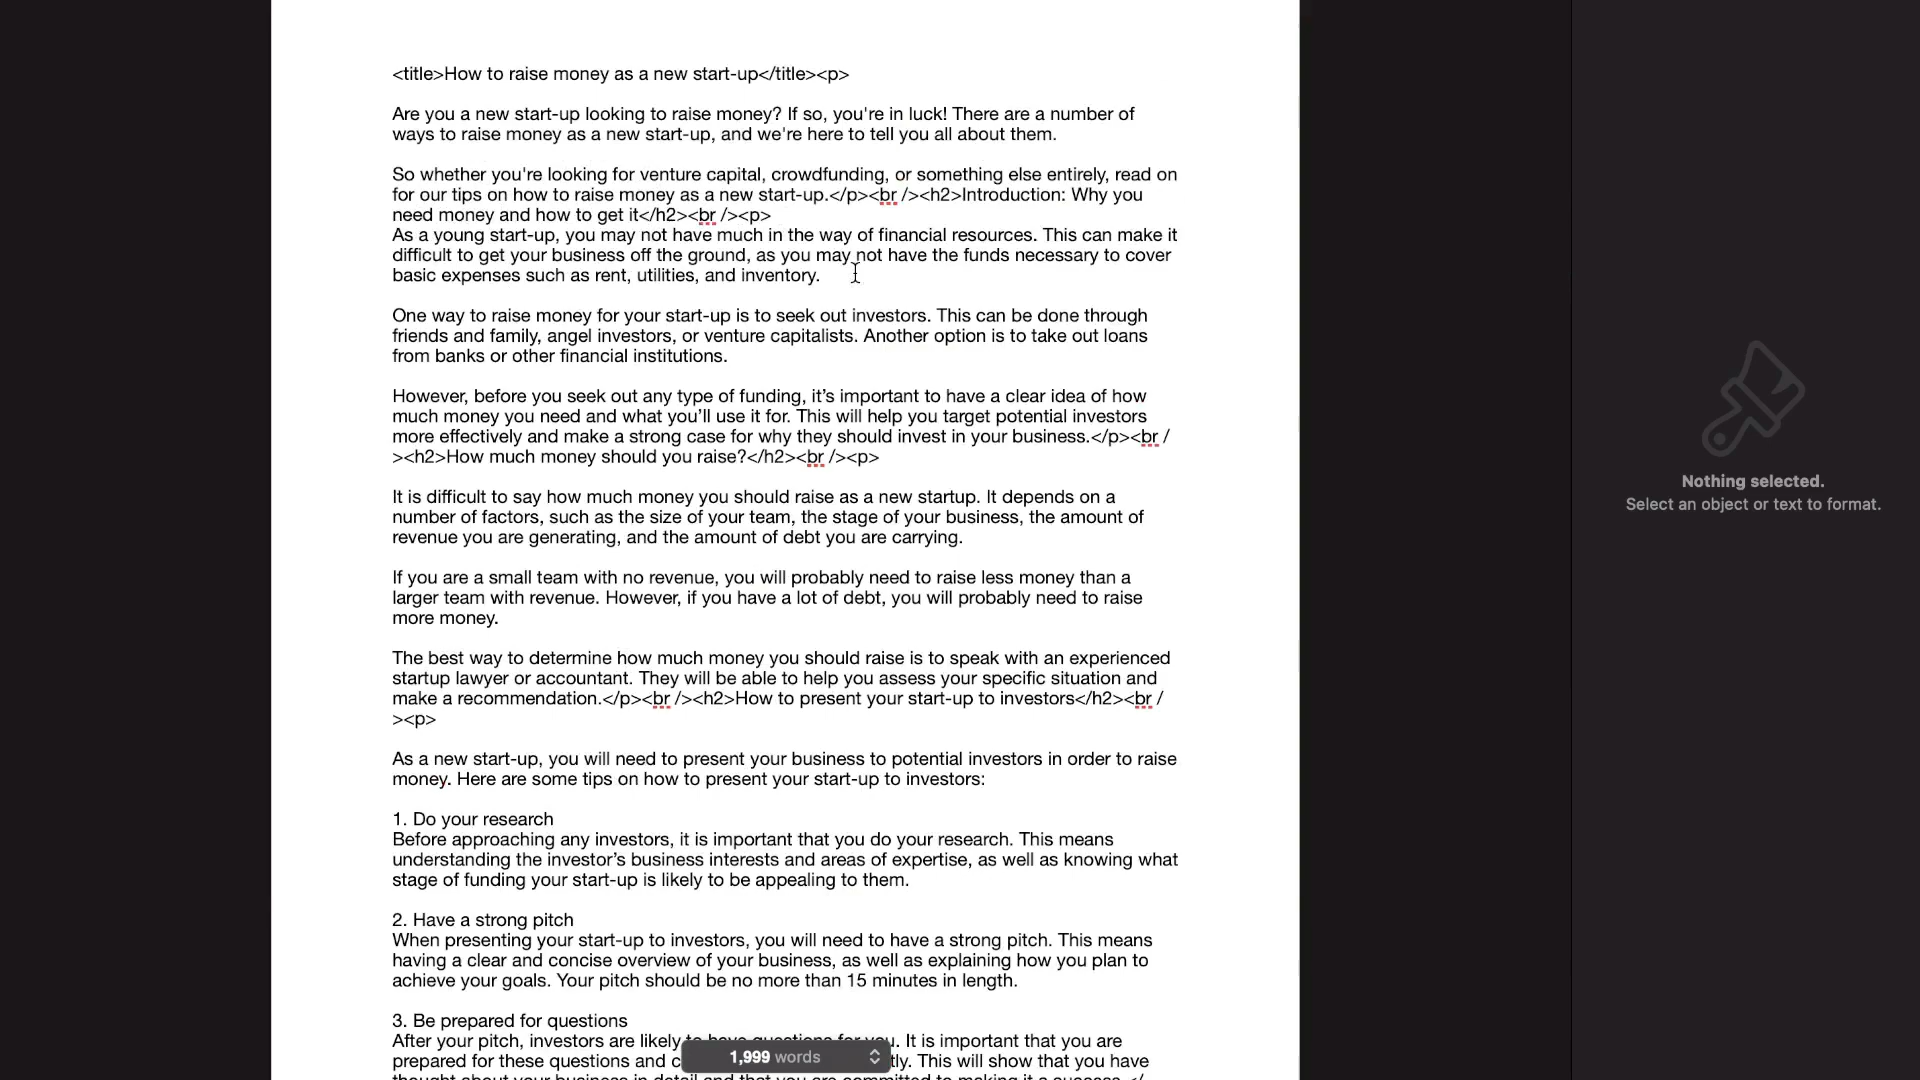 <title>How to raise money as a new start-up</title><p>
Are you a new start-up looking to raise money? If so, you're in luck! There are a number of
ways to raise money as a new start-up, and we're here to tell you all about them.
So whether you're looking for venture capital, crowdfunding, or something else entirely, read on
for our tips on how to raise money as a new start-up.</p><br /><h2>Introduction: Why you
need money and how to get it</h2><br /><p>
As a young start-up, you may not have much in the way of financial resources. This can make it
difficult to get your business off the ground, as you may not have the funds necessary to cover
basic expenses such as rent, utilities, and inventory.
One way to raise money for your start-up is to seek out investors. This can be done through
friends and family, angel investors, or venture capitalists. Another option is to take out loans
from banks or other financial institutions.
However, before you seek out any type of funding, it’s important to have a clear idea of how
much money you need and what you’ll use it for. This will help you target potential investors
more effectively and make a strong case for why they should invest in your business.</p><br /
><h2>How much money should you raise?</h2><br /><p>
It is difficult to say how much money you should raise as a new startup. It depends on a
number of factors, such as the size of your team, the stage of your business, the amount of
revenue you are generating, and the amount of debt you are carrying.
If you are a small team with no revenue, you will probably need to raise less money than a
larger team with revenue. However, if you have a lot of debt, you will probably need to raise
more money.
The best way to determine how much money you should raise is to speak with an experienced
startup lawyer or accountant. They will be able to help you assess your specific situation and
make a recommendation.</p><br /><h2>How to present your start-up to investors</h2><br /
><p>
As a new start-up, you will need to present your business to potential investors in order to raise
money. Here are some tips on how to present your start-up to investors:
1. Do your research
Before approaching any investors, it is important that you do your research. This means
understanding the investor’s business interests and areas of expertise, as well as knowing what
stage of funding your start-up is likely to be appealing to them.
2. Have a strong pitch
When presenting your start-up to investors, you will need to have a strong pitch. This means
having a clear and concise overview of your business, as well as explaining how you plan to
achieve your goals. Your pitch should be no more than 15 minutes in length.
3. Be prepared for questions
After your pitch, investors are likely to have questions for you. It is important that you are
prepared for these questions and c tly. This will show that you have
thought about your business in detail and that you are committed to making it a success.</
1,999 words
Nothing selected.
Select an object or text to format.